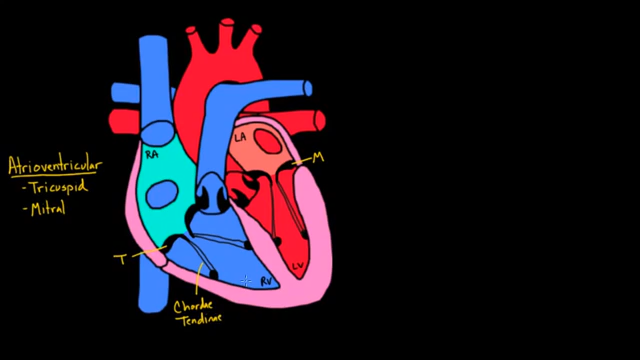 Atrioventricular
- Tricuspid
- Mitral
RA
LA
M
T
RV
LV
Chordae
Tendinae